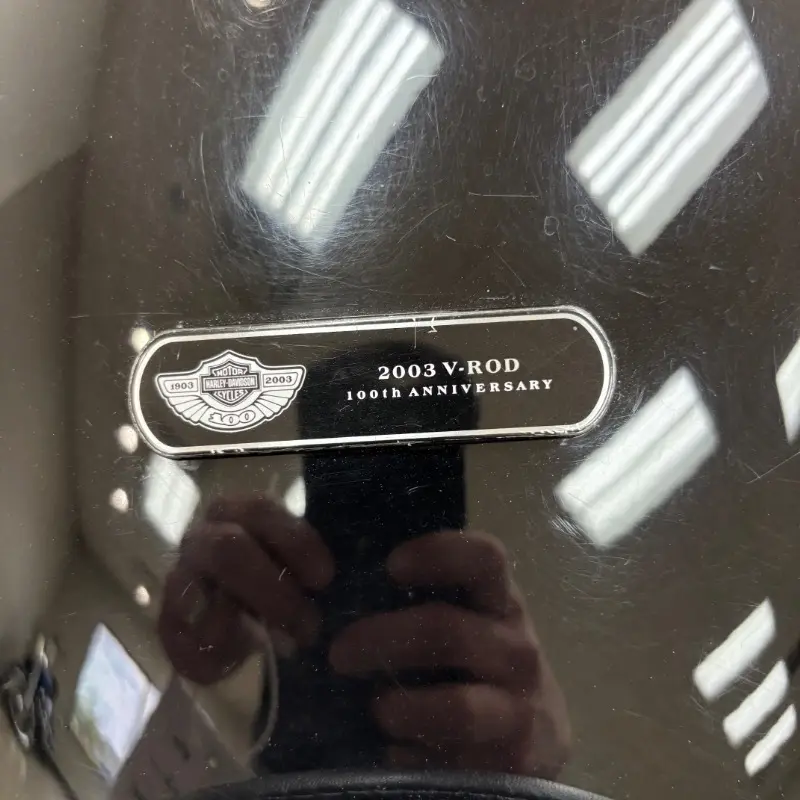 MOTOR
1903 HARLEY-DAVIDSON 2003
CYCLES
100
2003 V-ROD
100th ANNIVERSARY